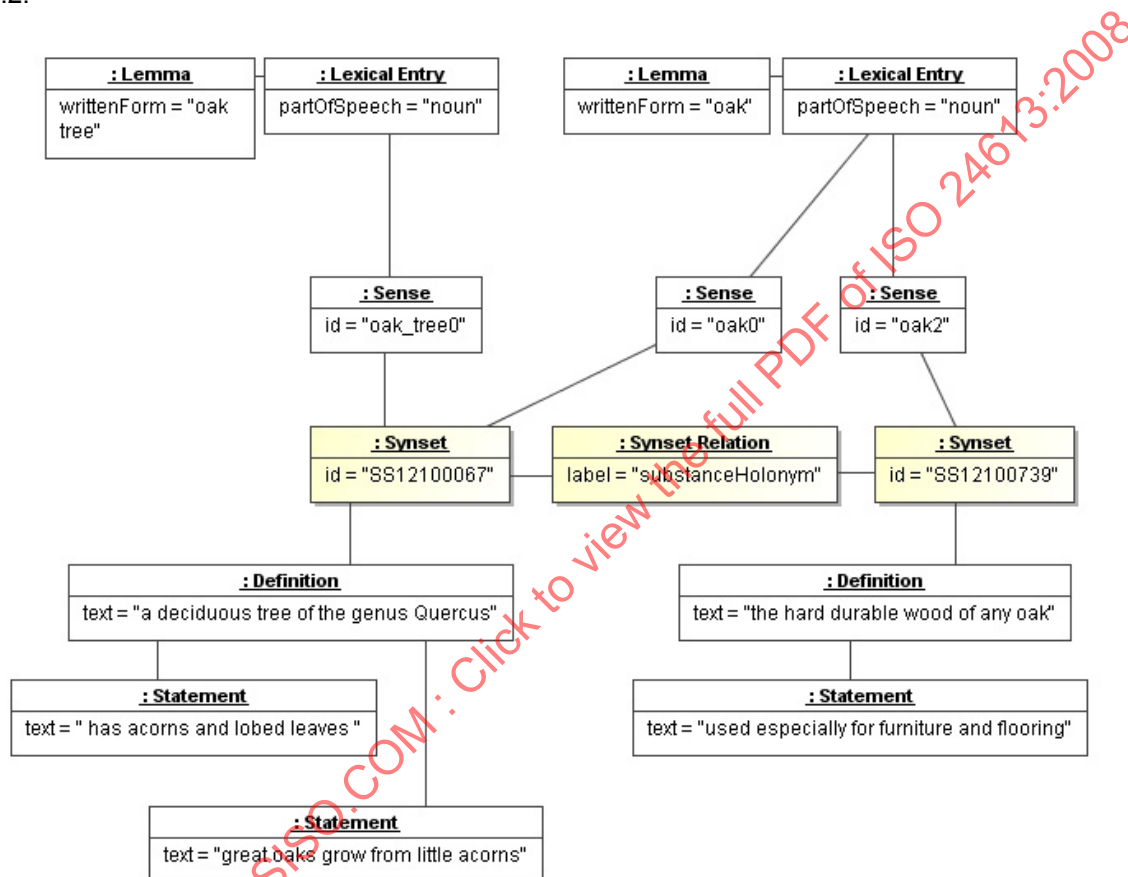 .2.
: Lemma
writtenForm = "oak
tree"
: Lexical Entry
partOfSpeech = "noun"
: Lemma
writtenForm = "oak"
: Lexical Entry
partOfSpeech = "noun"
: Sense
id = "oak_tree0"
: Sense
id = "oak0"
: Sense
id = "oak2"
: Synset
id = "SS12100067"
: Synset Relation
label = "substanceHolonym"
: Synset
id = "SS12100739"
: Definition
text = "a deciduous tree of the genus Quercus"
: Definition
text = "the hard durable wood of any oak"
: Statement
text = " has acorns and lobed leaves "
: Statement
text = "used especially for furniture and flooring"
: Statement
text = "great oaks grow from little acorns"
SISO.COM : Click to view the full PDF of ISO 24613:2008